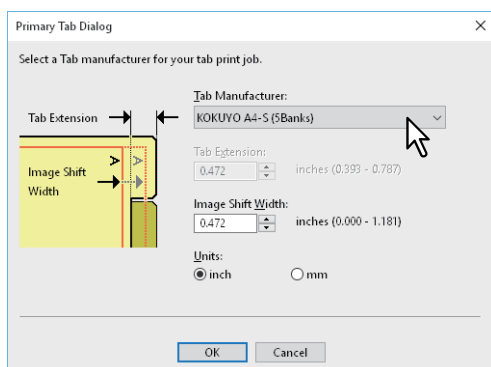 Primary Tab Dialog
Select a Tab manufacturer for your tab print job.
Tab Manufacturer:
KOKUYO A4-S (5Banks)
Tab Extension
Tab Extension:
0.472 inches (0.393 - 0.787)
A A
Image Shift
Width
Image Shift Width:
0.472 inches (0.000 - 1.181)
Units:
inch mm
OK Cancel